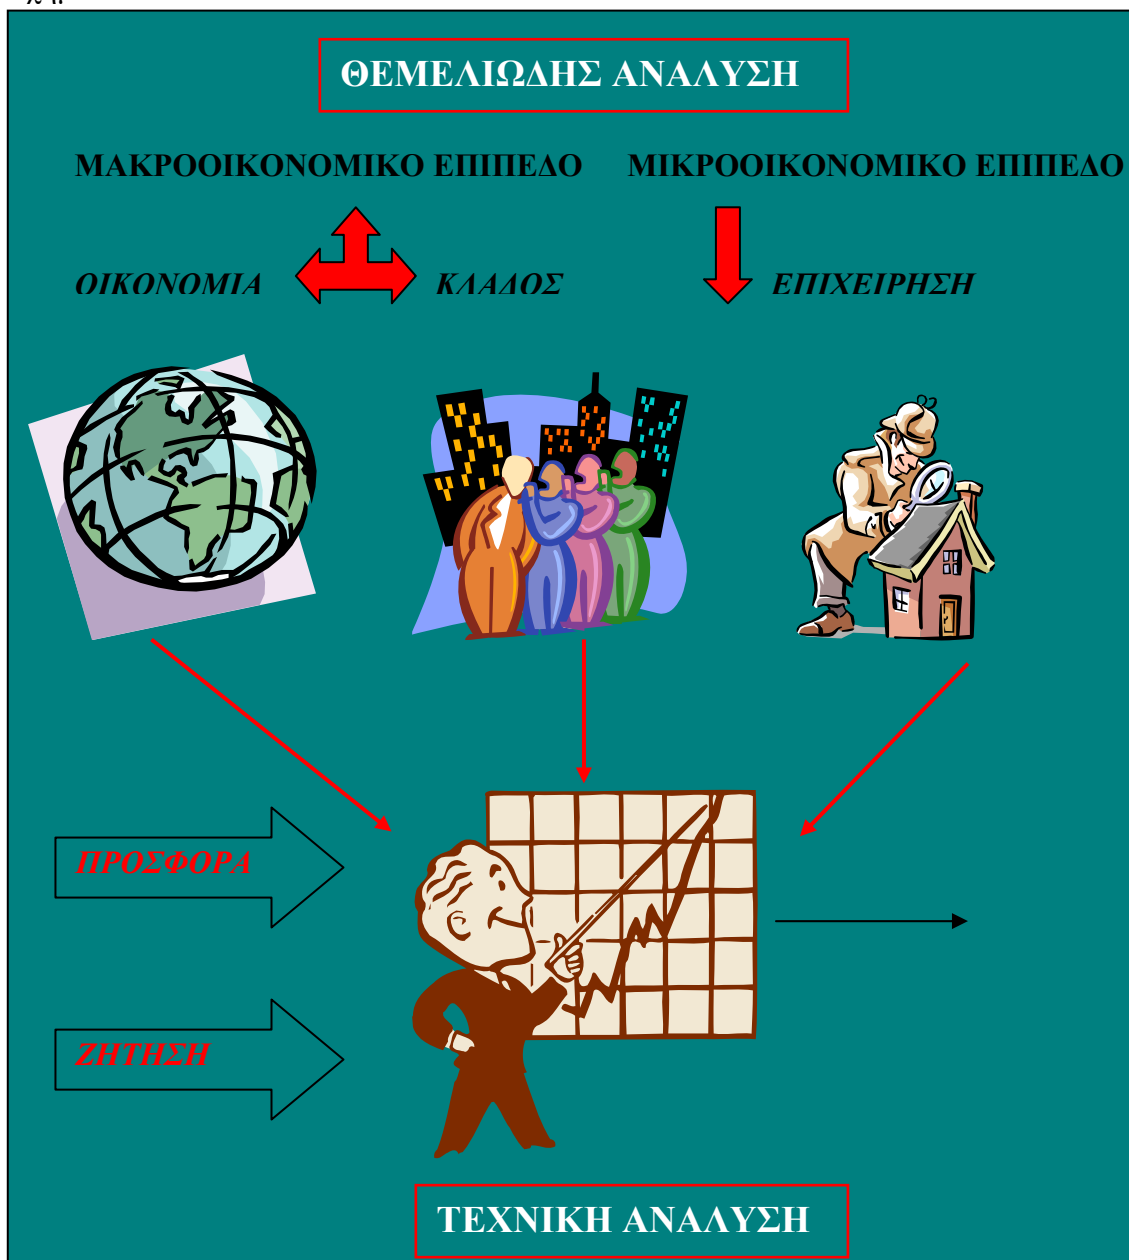 ΘΕΜΕΛΙΩΔΗΣ ΑΝΑΛΥΣΗ
ΜΑΚΡΟΟΙΚΟΝΟΜΙΚΟ ΕΠΙΠΕΔΟ ΜΙΚΡΟΟΙΚΟΝΟΜΙΚΟ ΕΠΙΠΕΔΟ
ΟΙΚΟΝΟΜΙΑ ΚΛΑΔΟΣ ΕΠΙΧΕΙΡΗΣΗ
ΠΡΟΣΦΟΡΑ
ΖΗΤΗΣΗ
ΤΕΧΝΙΚΗ ΑΝΑΛΥΣΗ